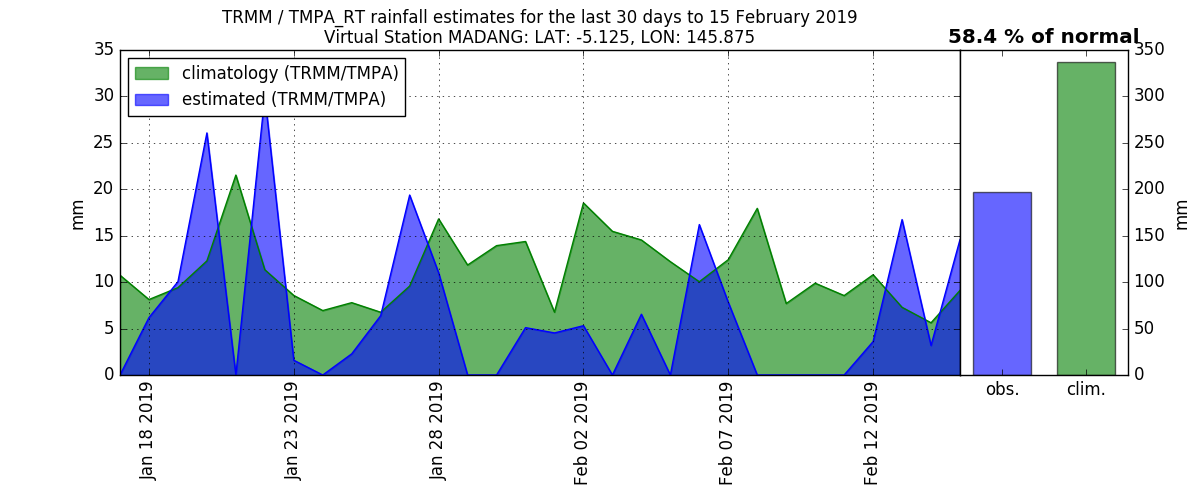 TRMM / TMPA_RT rainfall estimates for the last 30 days to 15 February 2019
Virtual Station MADANG: LAT: -5.125, LON: 145.875
58.4 % of normal
climatology (TRMM/TMPA)
estimated (TRMM/TMPA)
35
30
25
20
15
10
5
0
mm
Jan 18 2019
Jan 23 2019
Jan 28 2019
Feb 02 2019
Feb 07 2019
Feb 12 2019
350
300
250
200
150
100
50
0
mm
obs.
clim.